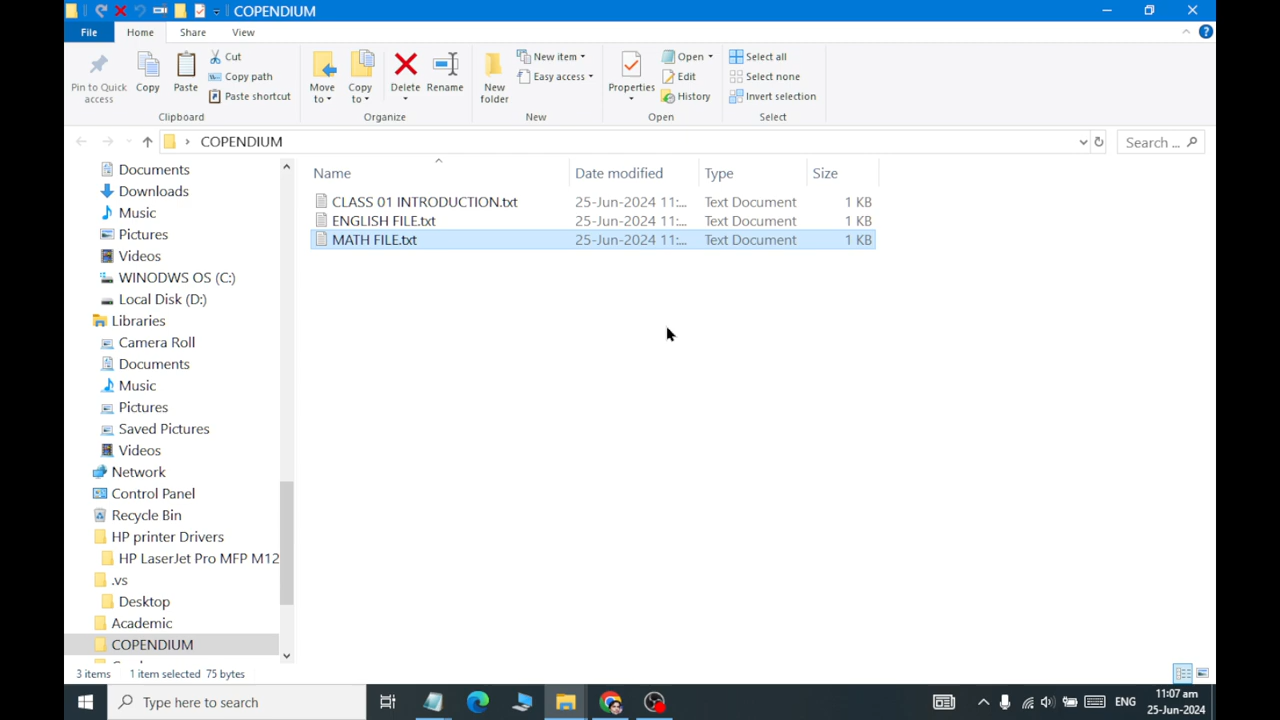 COPENDIUM
File Home Share View
Pin to Quick access
Copy
Paste
Cut
Copy path
Paste shortcut
Clipboard
Move to
Copy to
Delete
Rename
Organize
New folder
New item
Easy access
New
Properties
Open
Edit
History
Open
Select all
Select none
Invert selection
Select
COPENDIUM
Search ...
Documents
Downloads
Music
Pictures
Videos
WINODWS OS (C:)
Local Disk (D:)
Libraries
Camera Roll
Documents
Music
Pictures
Saved Pictures
Videos
Network
Control Panel
Recycle Bin
HP printer Drivers
HP LaserJet Pro MFP M12
.vs
Desktop
Academic
COPENDIUM
Name Date modified Type Size
CLASS 01 INTRODUCTION.txt 25-Jun-2024 11:... Text Document 1 KB
ENGLISH FILE.txt 25-Jun-2024 11:... Text Document 1 KB
MATH FILE.txt 25-Jun-2024 11:... Text Document 1 KB
3 items 1 item selected 75 bytes
Type here to search
ENG
11:07 am
25-Jun-2024